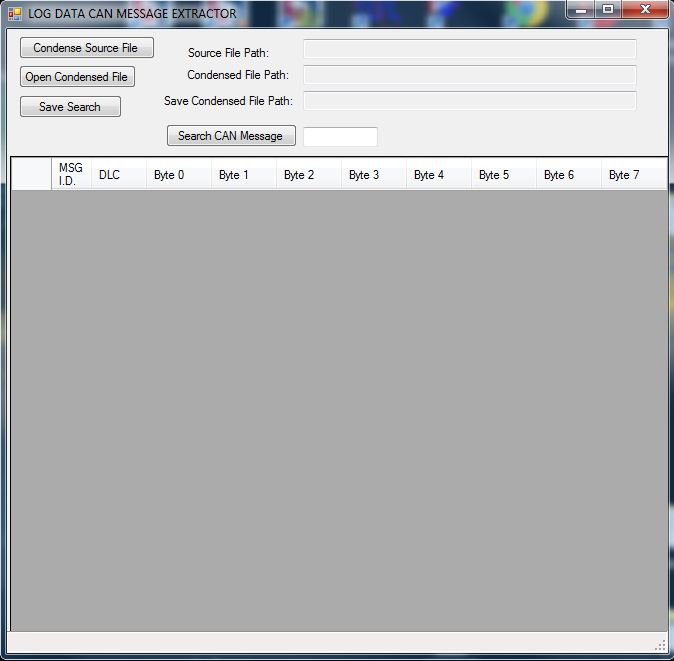 LOG DATA CAN MESSAGE EXTRACTOR
Condense Source File
Source File Path:
Open Condensed File
Condensed File Path:
Save Search
Save Condensed File Path:
Search CAN Message
MSG I.D. DLC Byte 0 Byte 1 Byte 2 Byte 3 Byte 4 Byte 5 Byte 6 Byte 7